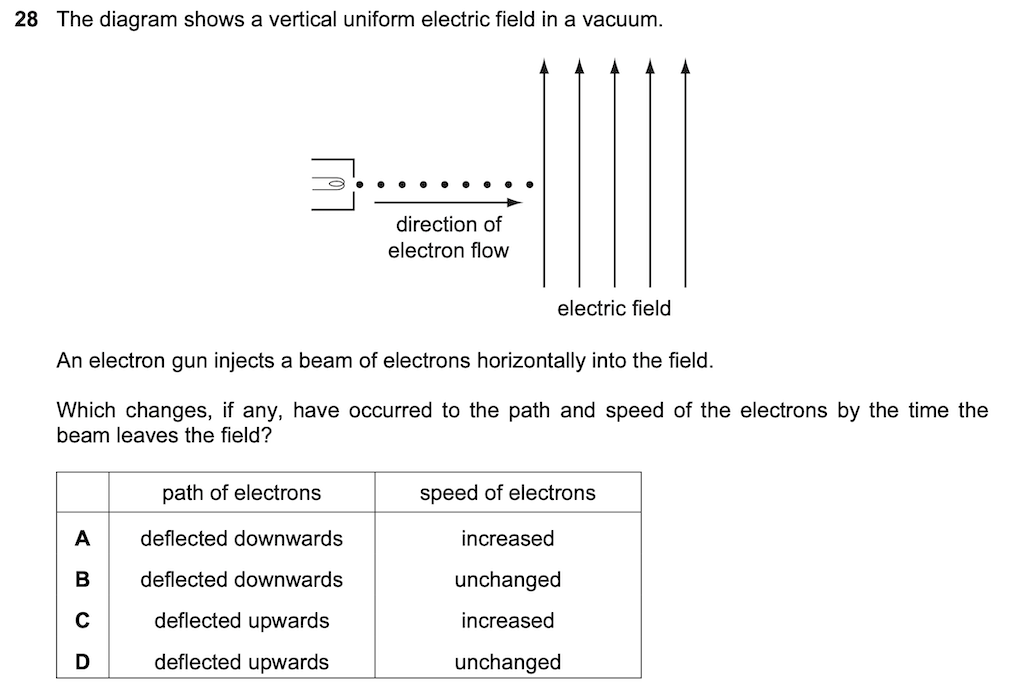 28 The diagram shows a vertical uniform electric field in a vacuum.
direction of
electron flow
electric field
An electron gun injects a beam of electrons horizontally into the field.
Which changes, if any, have occurred to the path and speed of the electrons by the time the
beam leaves the field?
path of electrons speed of electrons
A deflected downwards increased
B deflected downwards unchanged
C deflected upwards increased
D deflected upwards unchanged